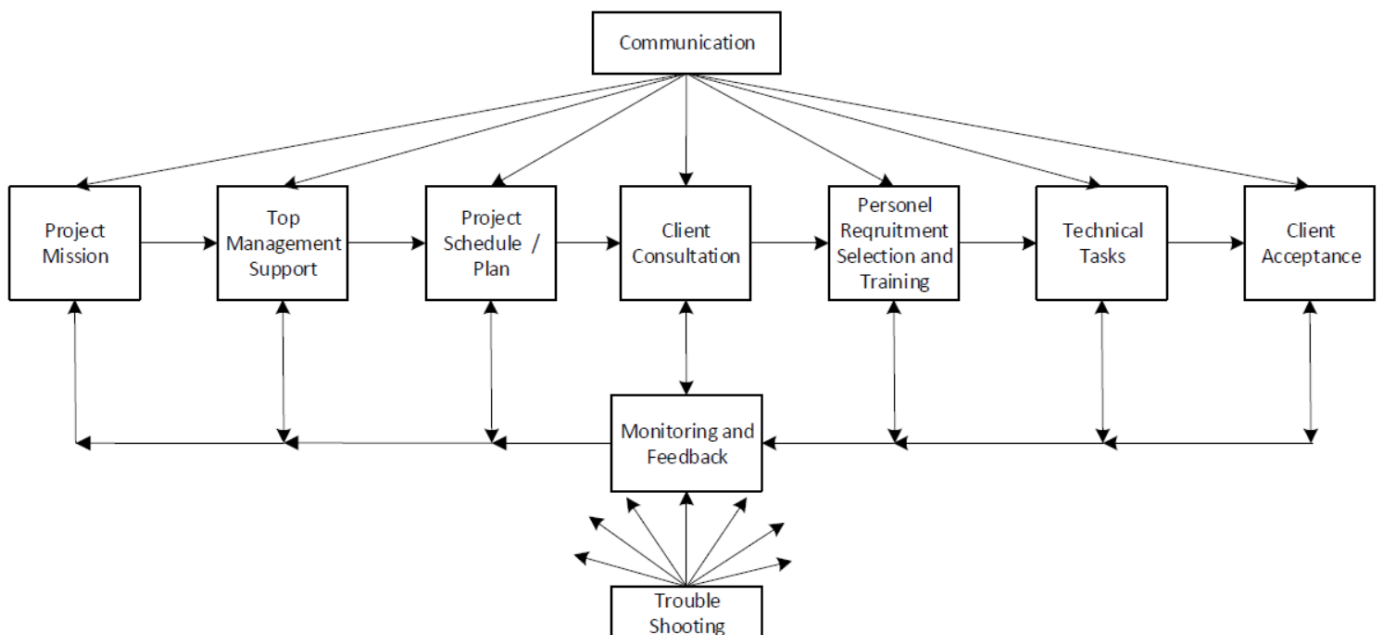 Communication
Project
Mission
Top
Management
Support
Project
Schedule /
Plan
Client
Consultation
Personel
Reqruitment
Selection and
Training
Technical
Tasks
Client
Acceptance
Monitoring and
Feedback
Trouble
Shooting